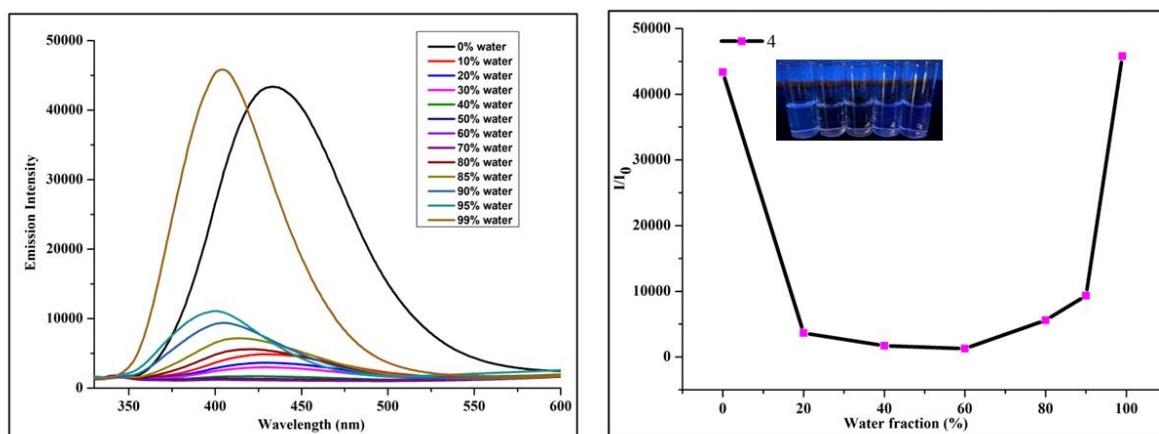 50000
40000
30000
20000
10000
0
Emission Intensity
350
400
450
500
550
600
Wavelength (nm)
0% water
10% water
20% water
30% water
40% water
50% water
60% water
70% water
80% water
85% water
90% water
95% water
99% water
50000
40000
30000
20000
10000
0
I/I0
4
0
20
40
60
80
100
Water fraction (%)